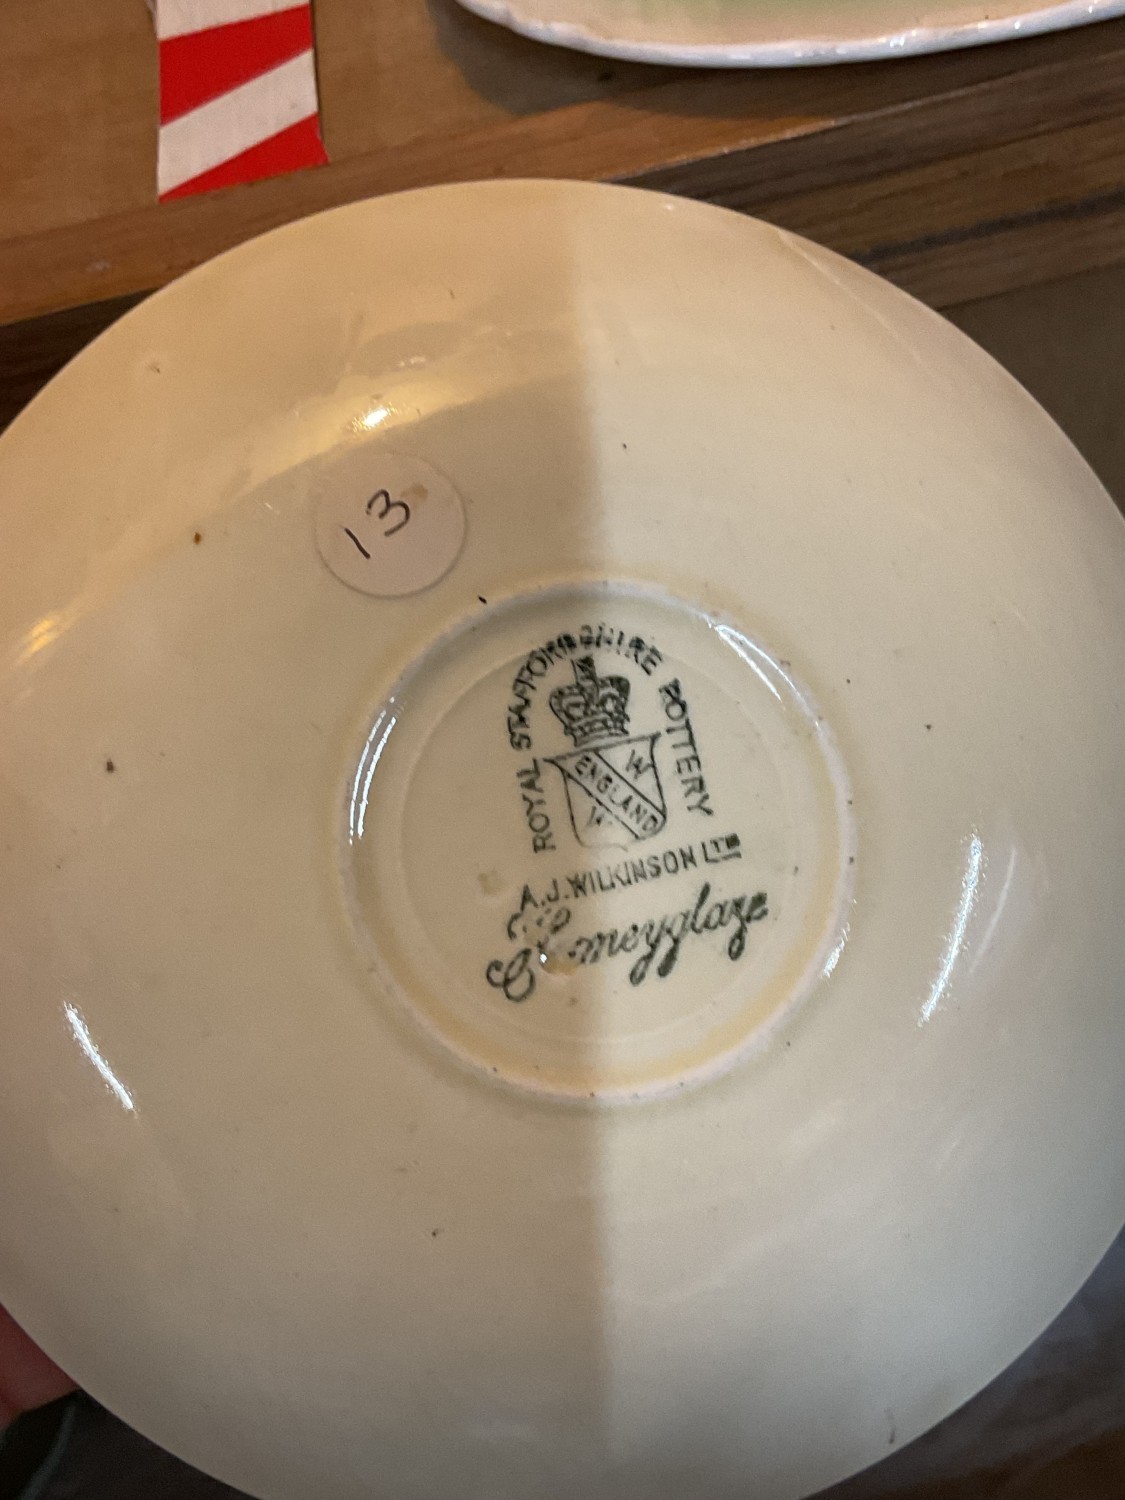 13
ROYAL STAFFORDSHIRE POTTERY
W
ENGLAND
A.J. WILKINSON LTD
Honeyglaze